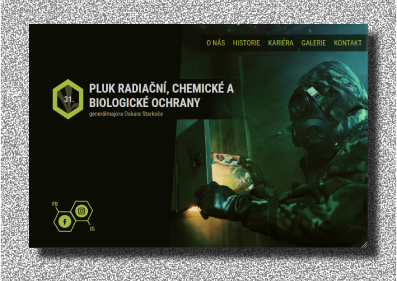 O NÁS HISTORIE KARIÉRA GALERIE KONTAKT
31.
PLUK RADIAČNÍ, CHEMICKÉ A
BIOLOGICKÉ OCHRANY
generálmajora Oskara Starkoče
FB
IG